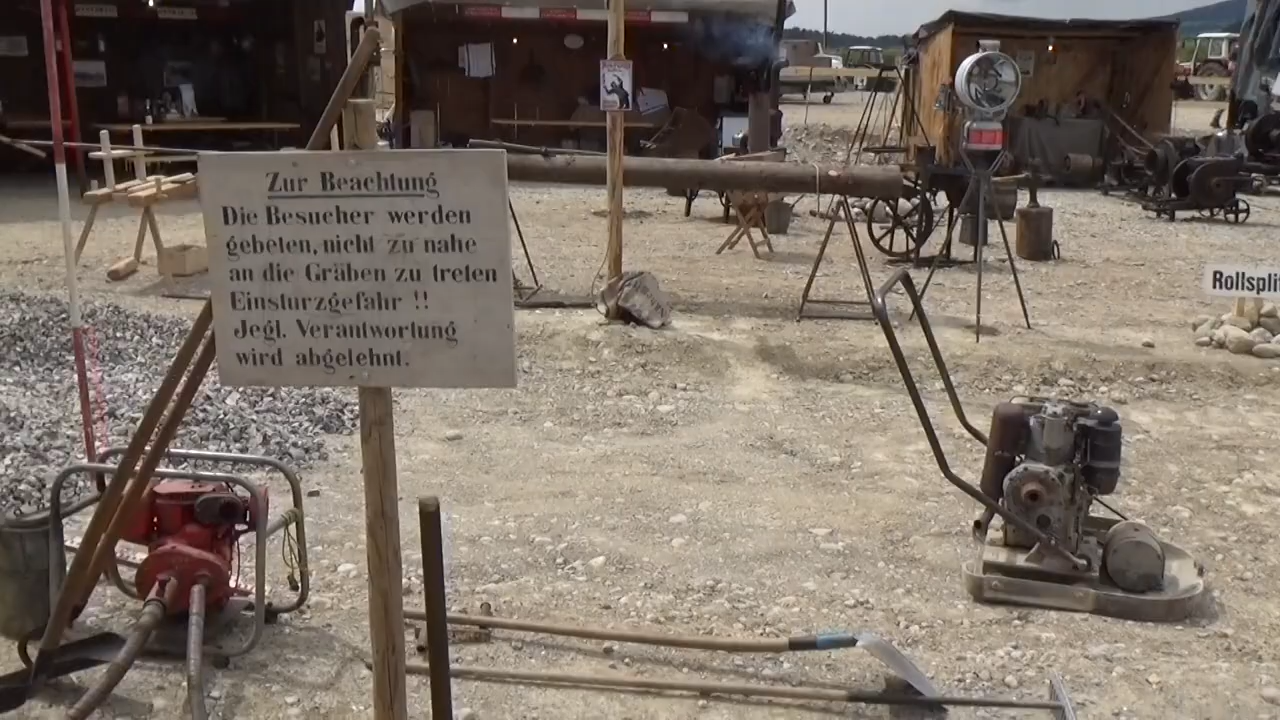 Zur Beachtung
Die Besucher werden
gebeten, nicht zu nahe
an die Gräben zu treten
Einsturzgefahr !!
Jegl. Verantwortung
wird abgelehnt.
Rollsplit